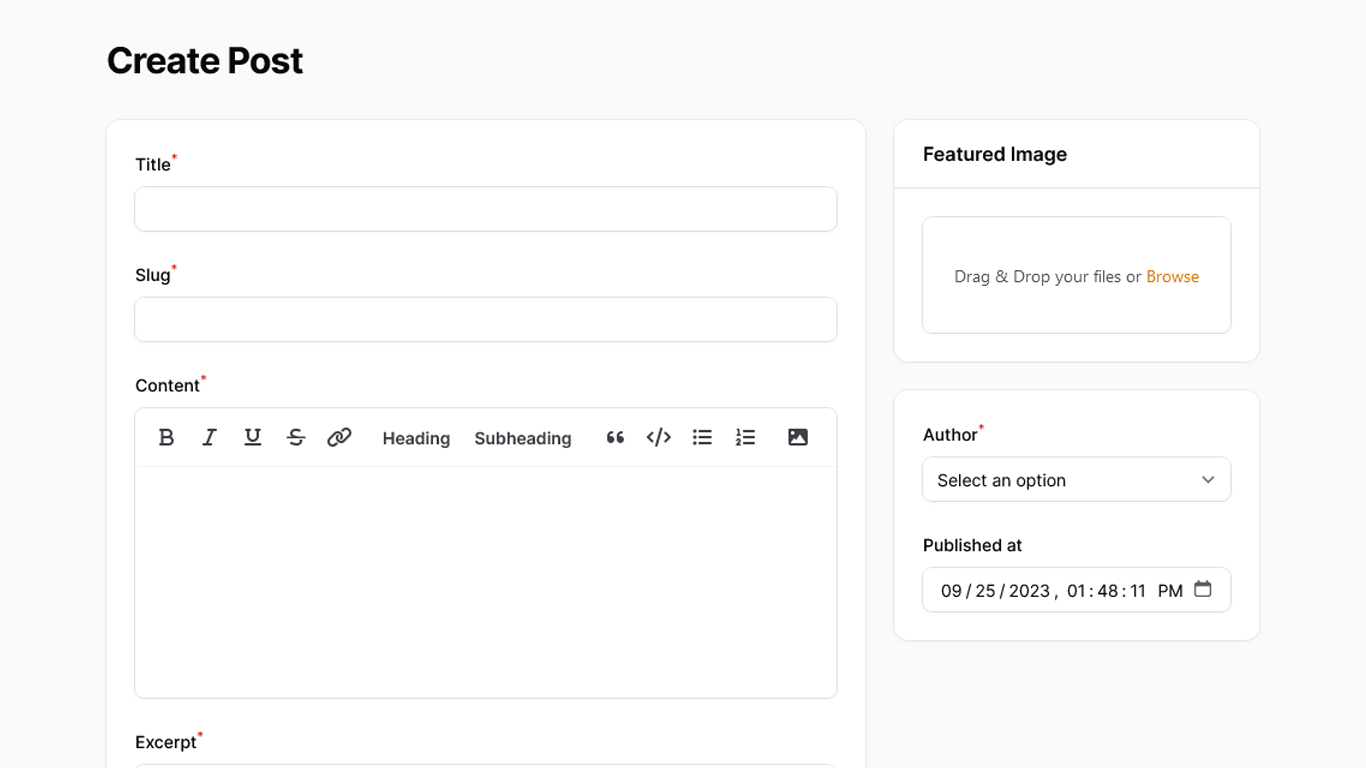 Create Post
Title*
Slug*
Content*
Heading Subheading
Excerpt*
Featured Image
Drag & Drop your files or Browse
Author*
Select an option
Published at
09/25/2023, 01:48:11 PM